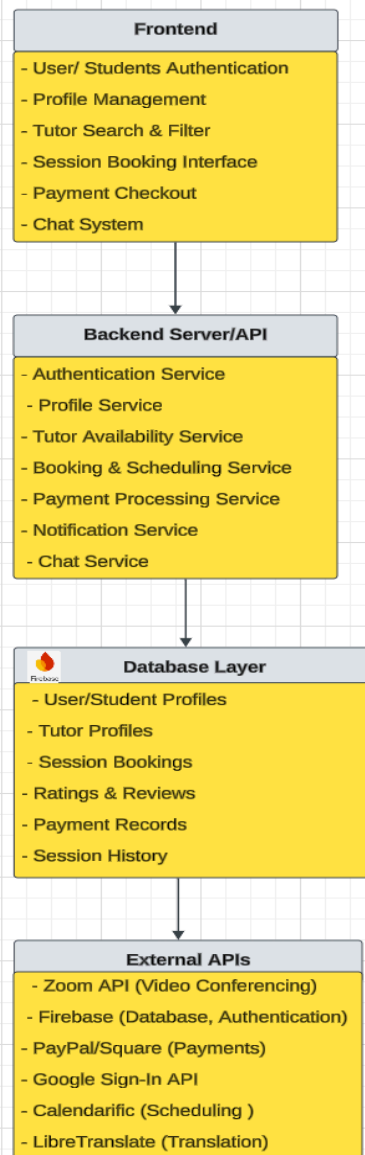 Frontend
- User/ Students Authentication
- Profile Management
- Tutor Search & Filter
- Session Booking Interface
- Payment Checkout
- Chat System
Backend Server/API
- Authentication Service
- Profile Service
- Tutor Availability Service
- Booking & Scheduling Service
- Payment Processing Service
- Notification Service
- Chat Service
Firebase
Database Layer
- User/Student Profiles
- Tutor Profiles
- Session Bookings
- Ratings & Reviews
- Payment Records
- Session History
External APIs
- Zoom API (Video Conferencing)
- Firebase (Database, Authentication)
- PayPal/Square (Payments)
- Google Sign-In API
- Calendarific (Scheduling )
- LibreTranslate (Translation)